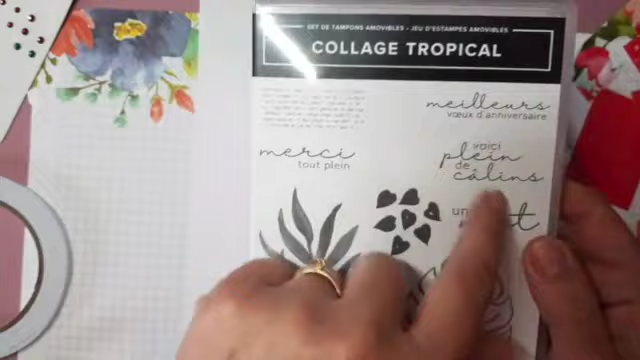 SET DE TAMPONS AMOVIBLES – JEU D'ESTAMPES AMOVIBLES
COLLAGE TROPICAL
meilleurs
vœux d'anniversaire
merci
tout plein
voici
plein
de
câlins
un